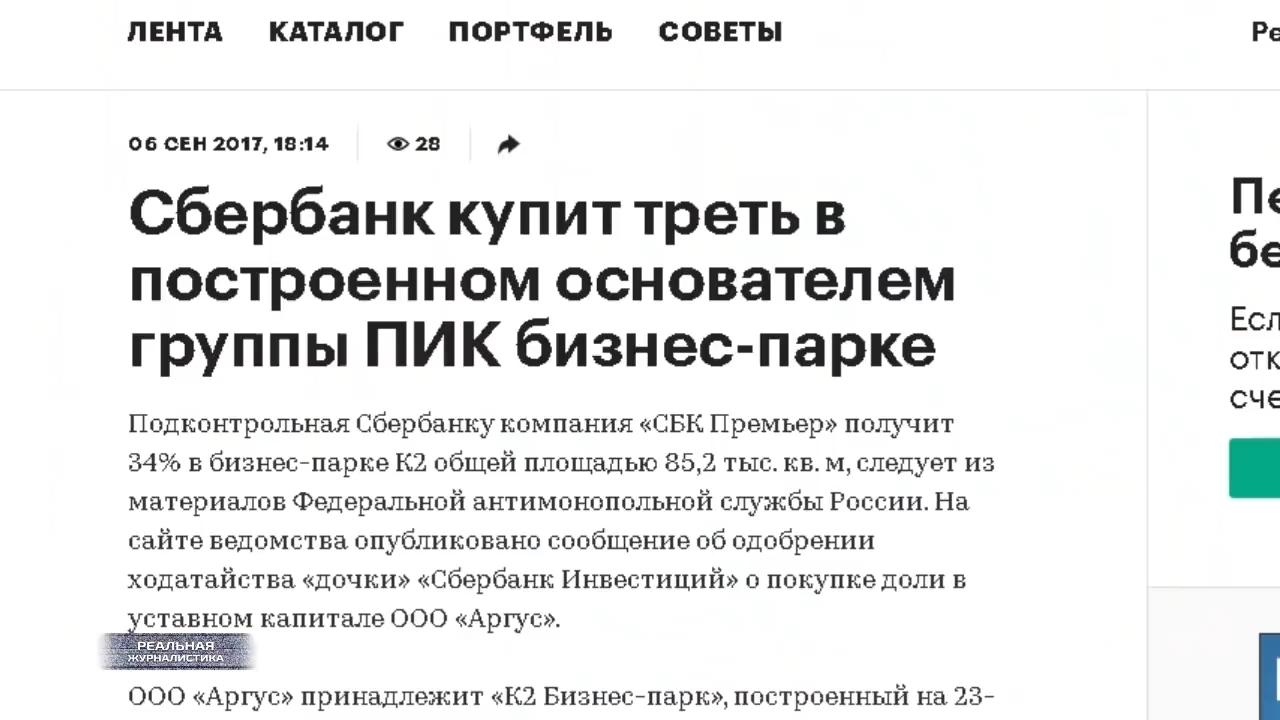 ЛЕНТА КАТАЛОГ ПОРТФЕЛЬ СОВЕТЫ
06 СЕН 2017, 18:14 28
Сбербанк купит треть в
построенном основателем
группы ПИК бизнес-парке
Подконтрольная Сбербанку компания «СБК Премьер» получит
34% в бизнес-парке К2 общей площадью 85,2 тыс. кв. м, следует из
материалов Федеральной антимонопольной службы России. На
сайте ведомства опубликовано сообщение об одобрении
ходатайства «дочки» «Сбербанк Инвестиций» о покупке доли в
уставном капитале ООО «Аргус».
РЕАЛЬНАЯ
ЖУРНАЛИСТИКА
ООО «Аргус» принадлежит «К2 Бизнес-парк», построенный на 23-